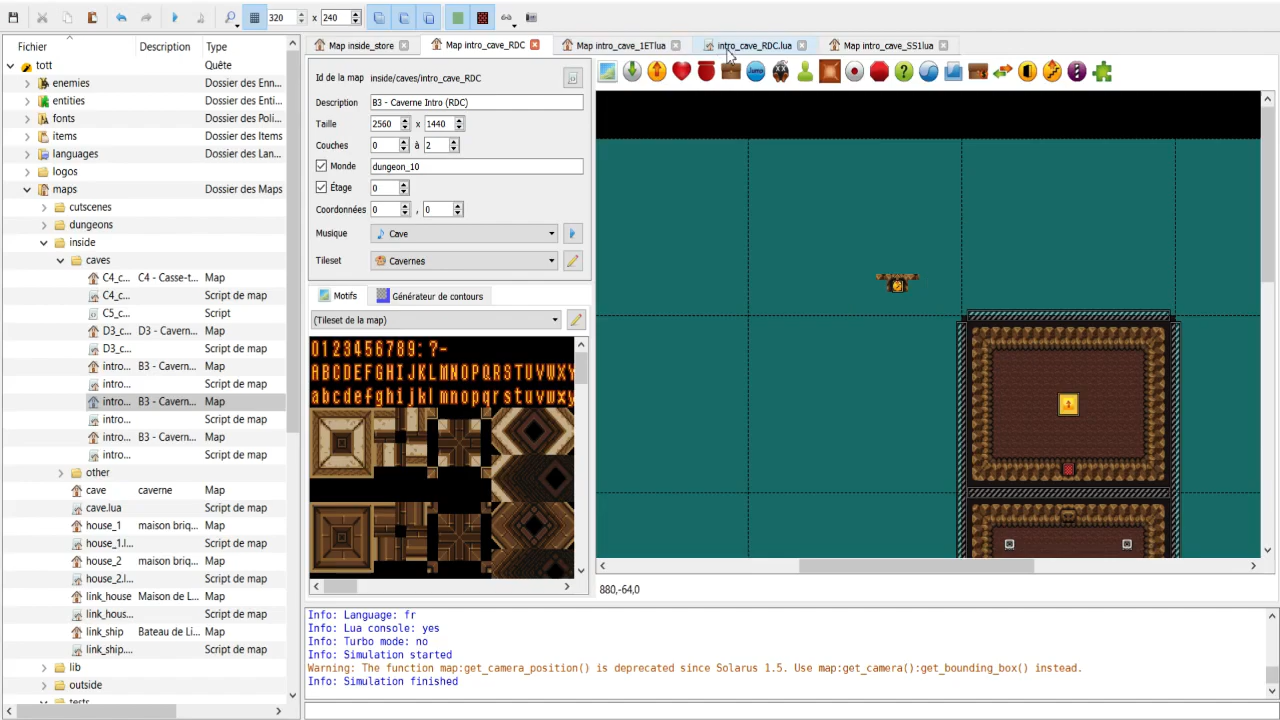 320 x 240
Fichier Description Type
tott Quête
enemies Dossier des Enn...
entities Dossier des Enti...
fonts Dossier des Poli...
items Dossier des Items
languages Dossier des Lan...
logos
maps Dossier des Maps
cutscenes
dungeons
inside
caves
C4_c... C4 - Casse-t... Map
C4_c... Script de map
C5_c... Script
D3_c... D3 - Cavern... Map
D3_c... Script de map
intro... B3 - Cavern... Map
intro... Script de map
intro... B3 - Cavern... Map
intro... Script de map
intro... B3 - Cavern... Map
intro... Script de map
other
cave caverne Map
cave.lua Script de map
house_1 maison briq... Map
house_1.l... Script de map
house_2 maison briq... Map
house_2.l... Script de map
link_house Maison de L... Map
link_hous... Script de map
link_ship Bateau de Li... Map
link_ship.... Script de map
lib
outside
tests
Map inside_store
Map intro_cave_RDC
Map intro_cave_1ETlua
intro_cave_RDC.lua
Map intro_cave_SS1lua
Id de la map inside/caves/intro_cave_RDC
Description B3 - Caverne Intro (RDC)
Taille 2560 x 1440
Couches 0 à 2
Monde dungeon_10
Étage 0
Coordonnées 0 , 0
Musique Cave
Tileset Cavernes
Motifs Générateur de contours
(Tileset de la map)
0123456789:?-
ABCDEFGHIJKLMNOPQRSTUVWXY
abcdefghijklmnopqrstuvwxy
Jump
880,-64,0
Info: Language: fr
Info: Lua console: yes
Info: Turbo mode: no
Info: Simulation started
Warning: The function map:get_camera_position() is deprecated since Solarus 1.5. Use map:get_camera():get_bounding_box() instead.
Info: Simulation finished